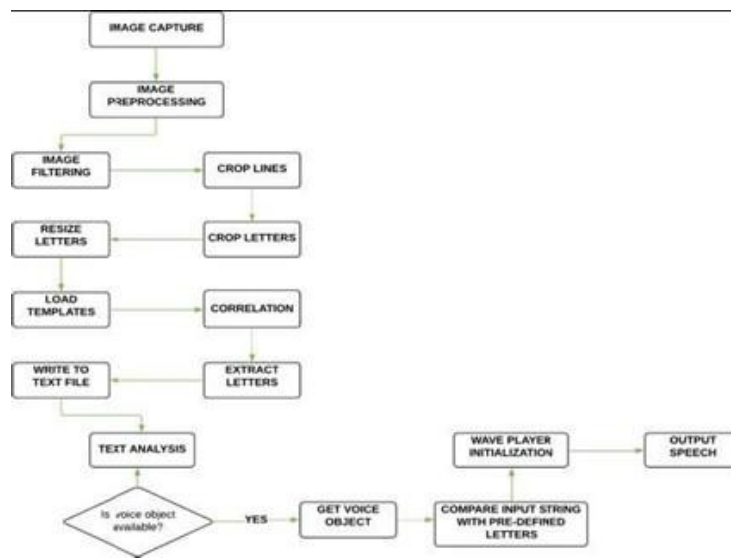 IMAGE CAPTURE
IMAGE
PREPROCESSING
IMAGE
FILTERING
CROP LINES
RESIZE
LETTERS
CROP LETTERS
LOAD
TEMPLATES
CORRELATION
WRITE TO
TEXT FILE
EXTRACT
LETTERS
TEXT ANALYSIS
Is voice object
available?
YES
GET VOICE
OBJECT
COMPARE INPUT STRING
WITH PRE-DEFINED
LETTERS
WAVE PLAYER
INITIALIZATION
OUTPUT
SPEECH